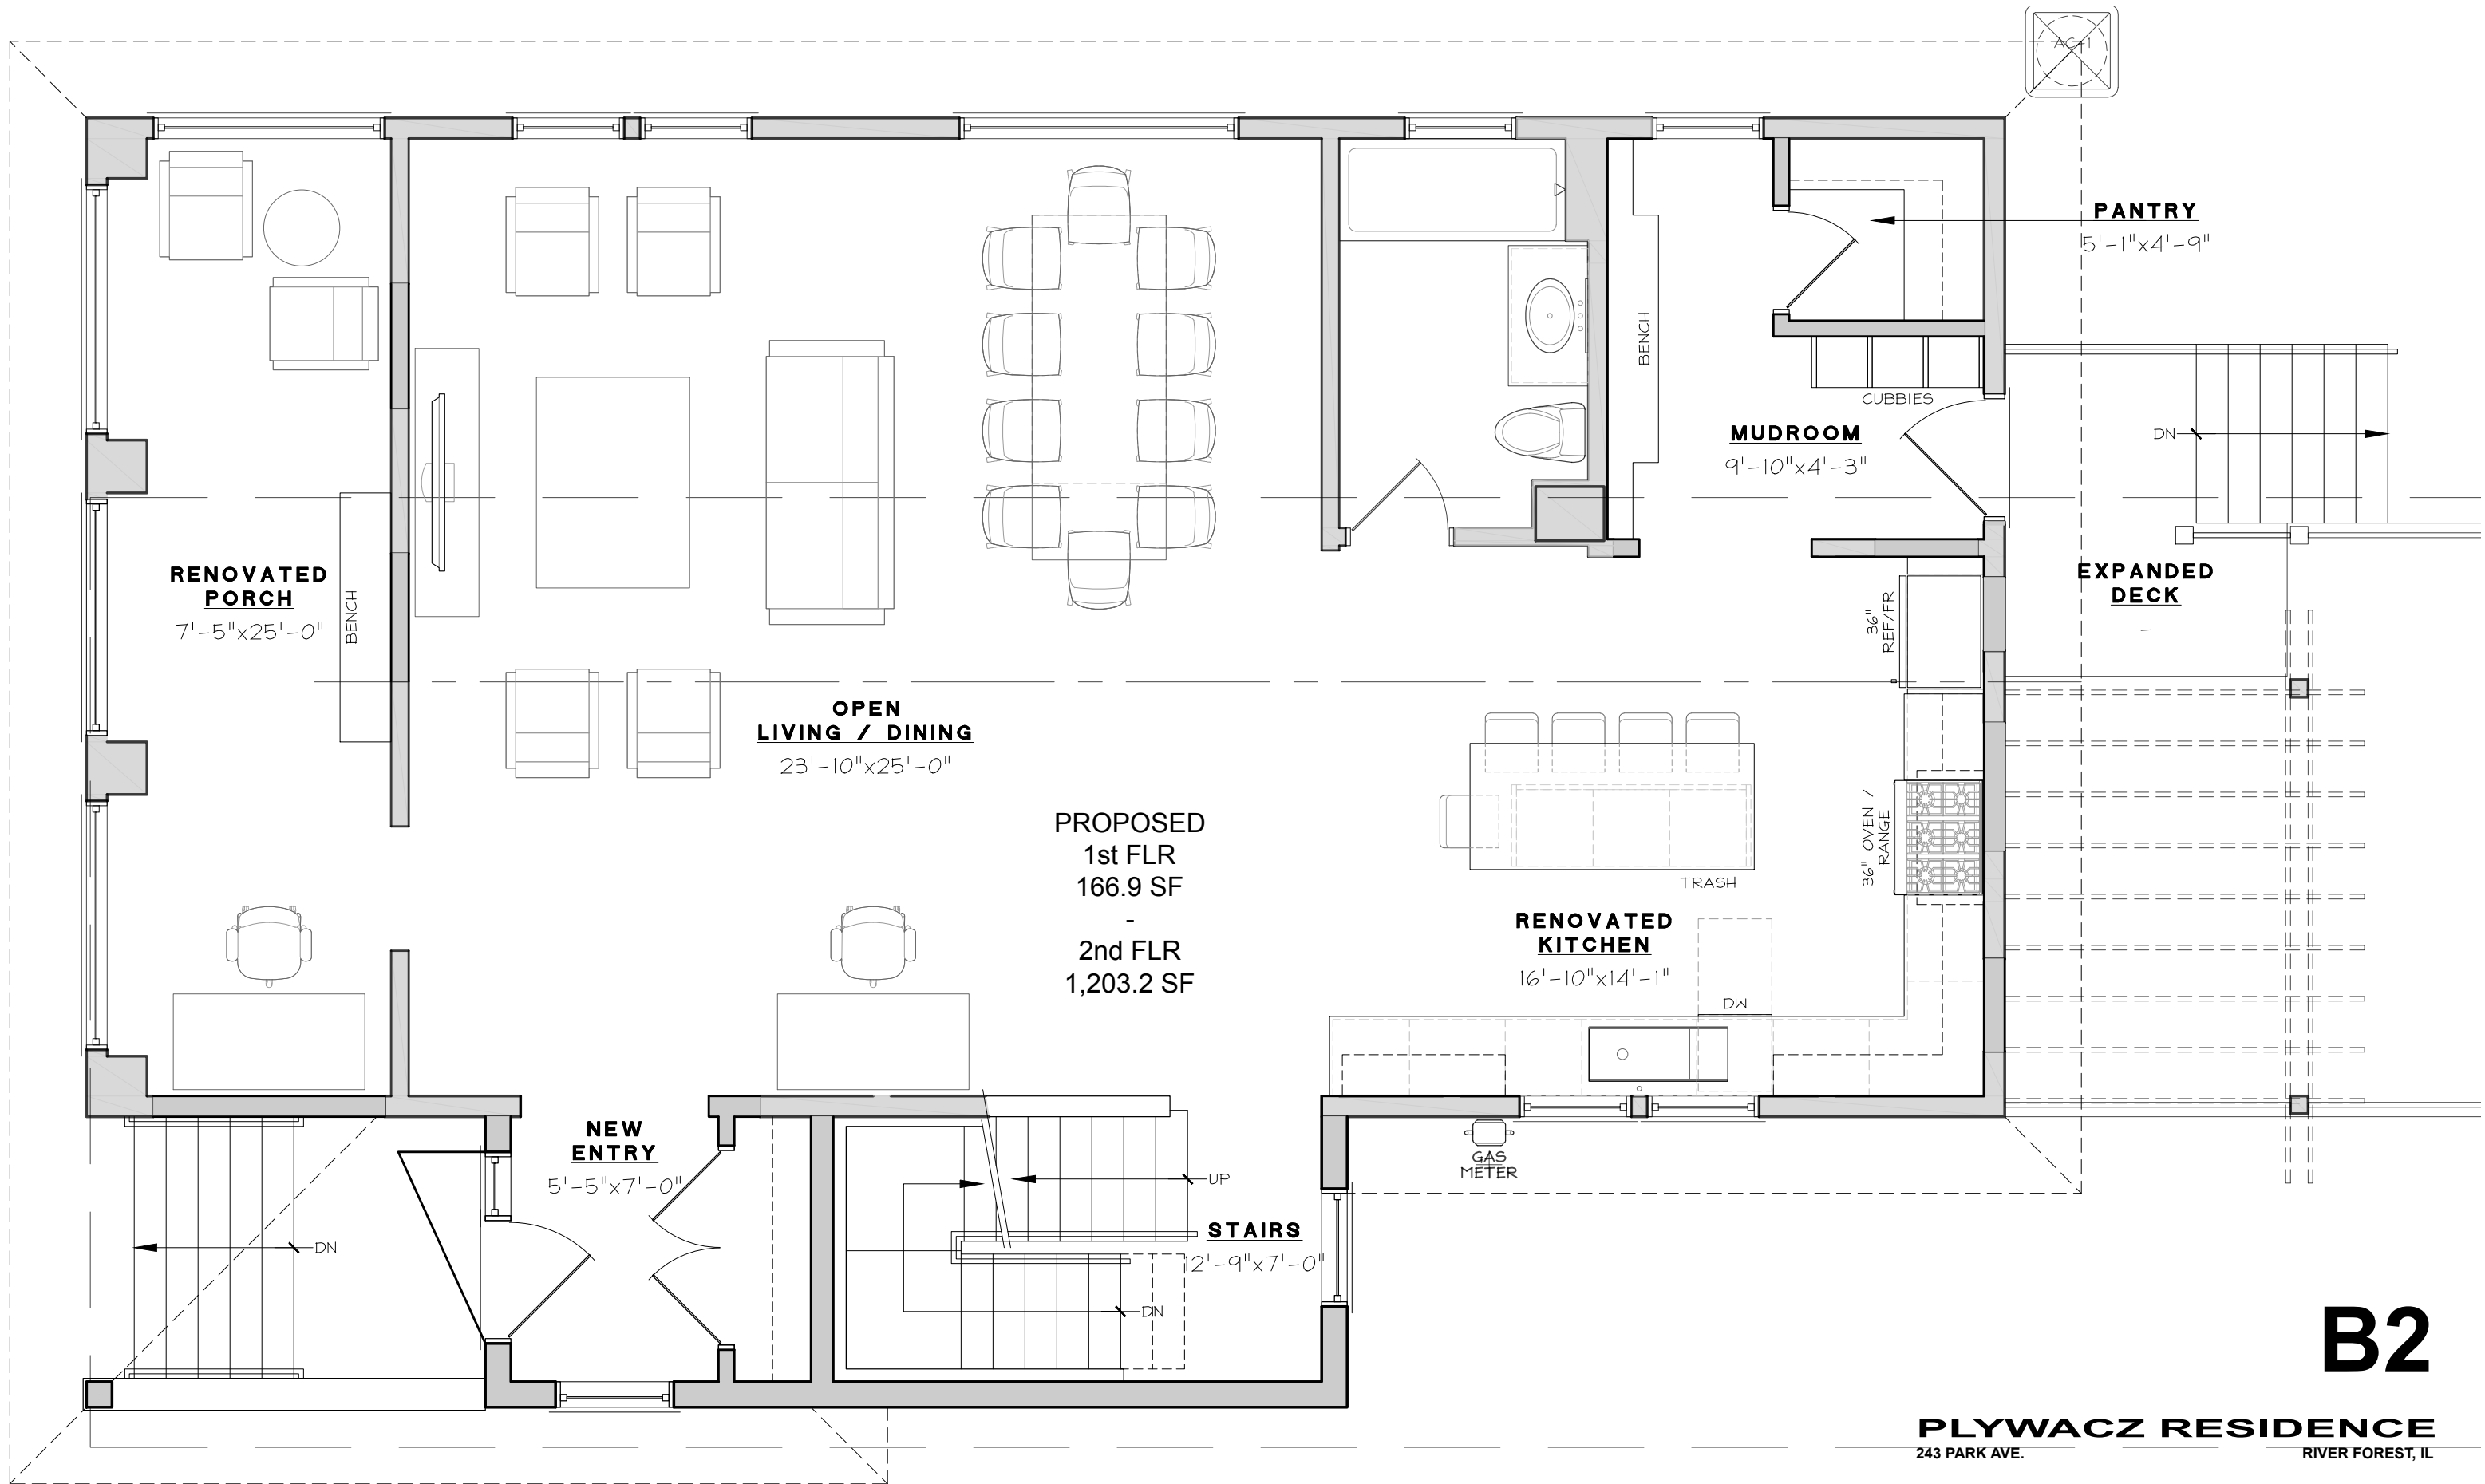 AC-1
PANTRY
5'-1"x4'-9"
BENCH
CUBBIES
MUDROOM
9'-10"x4'-3"
DN
RENOVATED
PORCH
7'-5"x25'-0"
BENCH
EXPANDED
DECK
-
36"
REF/FR
OPEN
LIVING / DINING
23'-10"x25'-0"
PROPOSED
1st FLR
166.9 SF
-
2nd FLR
1,203.2 SF
36" OVEN /
RANGE
TRASH
RENOVATED
KITCHEN
16'-10"x14'-1"
DW
NEW
ENTRY
5'-5"x7'-0"
DN
UP
STAIRS
12'-9"x7'-0"
DN
GAS
METER
B2
PLYWACZ RESIDENCE
243 PARK AVE. RIVER FOREST, IL